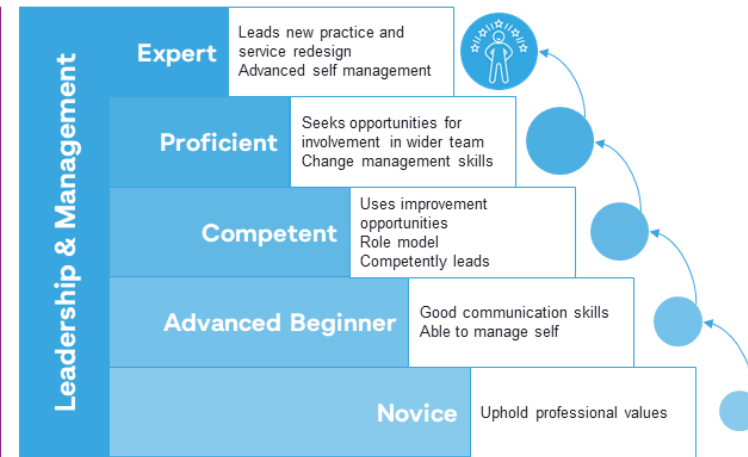 Leadership & Management
Expert
Leads new practice and
service redesign
Advanced self management
Proficient
Seeks opportunities for
involvement in wider team
Change management skills
Competent
Uses improvement
opportunities
Role model
Competently leads
Advanced Beginner
Good communication skills
Able to manage self
Novice
Uphold professional values